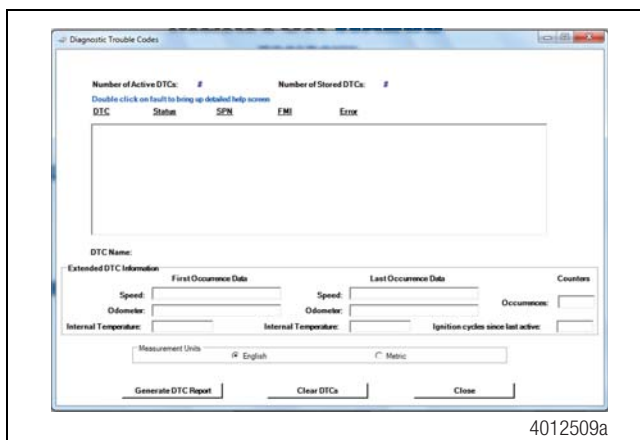 Diagnostic Trouble Codes
Number of Active DTCs: # Number of Stored DTCs: #
Double click on fault to bring up detailed help screen
DTC Status SPN FMI Error
DTC Name:
Extended DTC Information
First Occurrence Data Last Occurrence Data Counters
Speed: Speed: Occurrences:
Odometer: Odometer:
Internal Temperature: Internal Temperature: Ignition cycles since last active:
Measurement Units
English Metric
Generate DTC Report Clear DTCs Close
4012509a